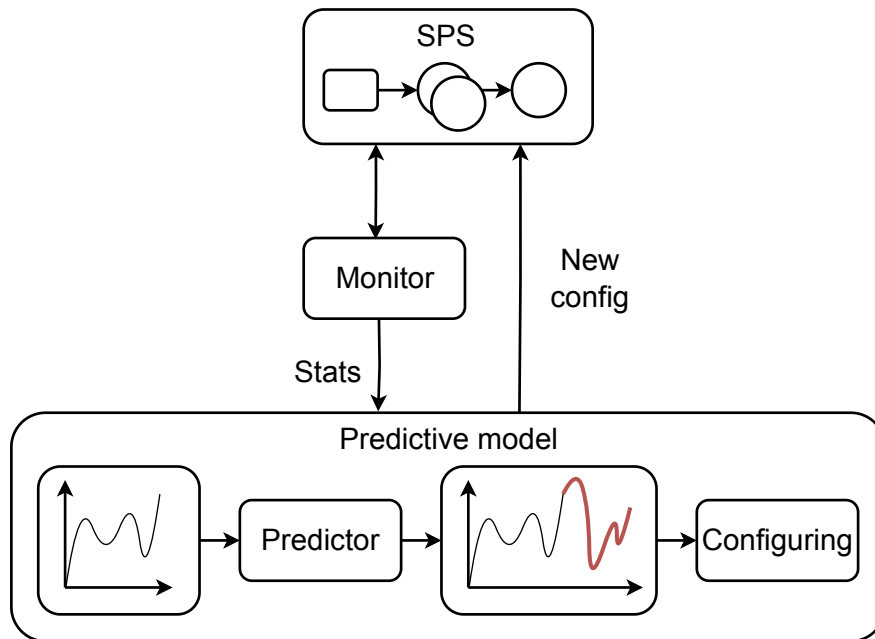 SPS
Monitor
New
config
Stats
Predictive model
Predictor
Configuring